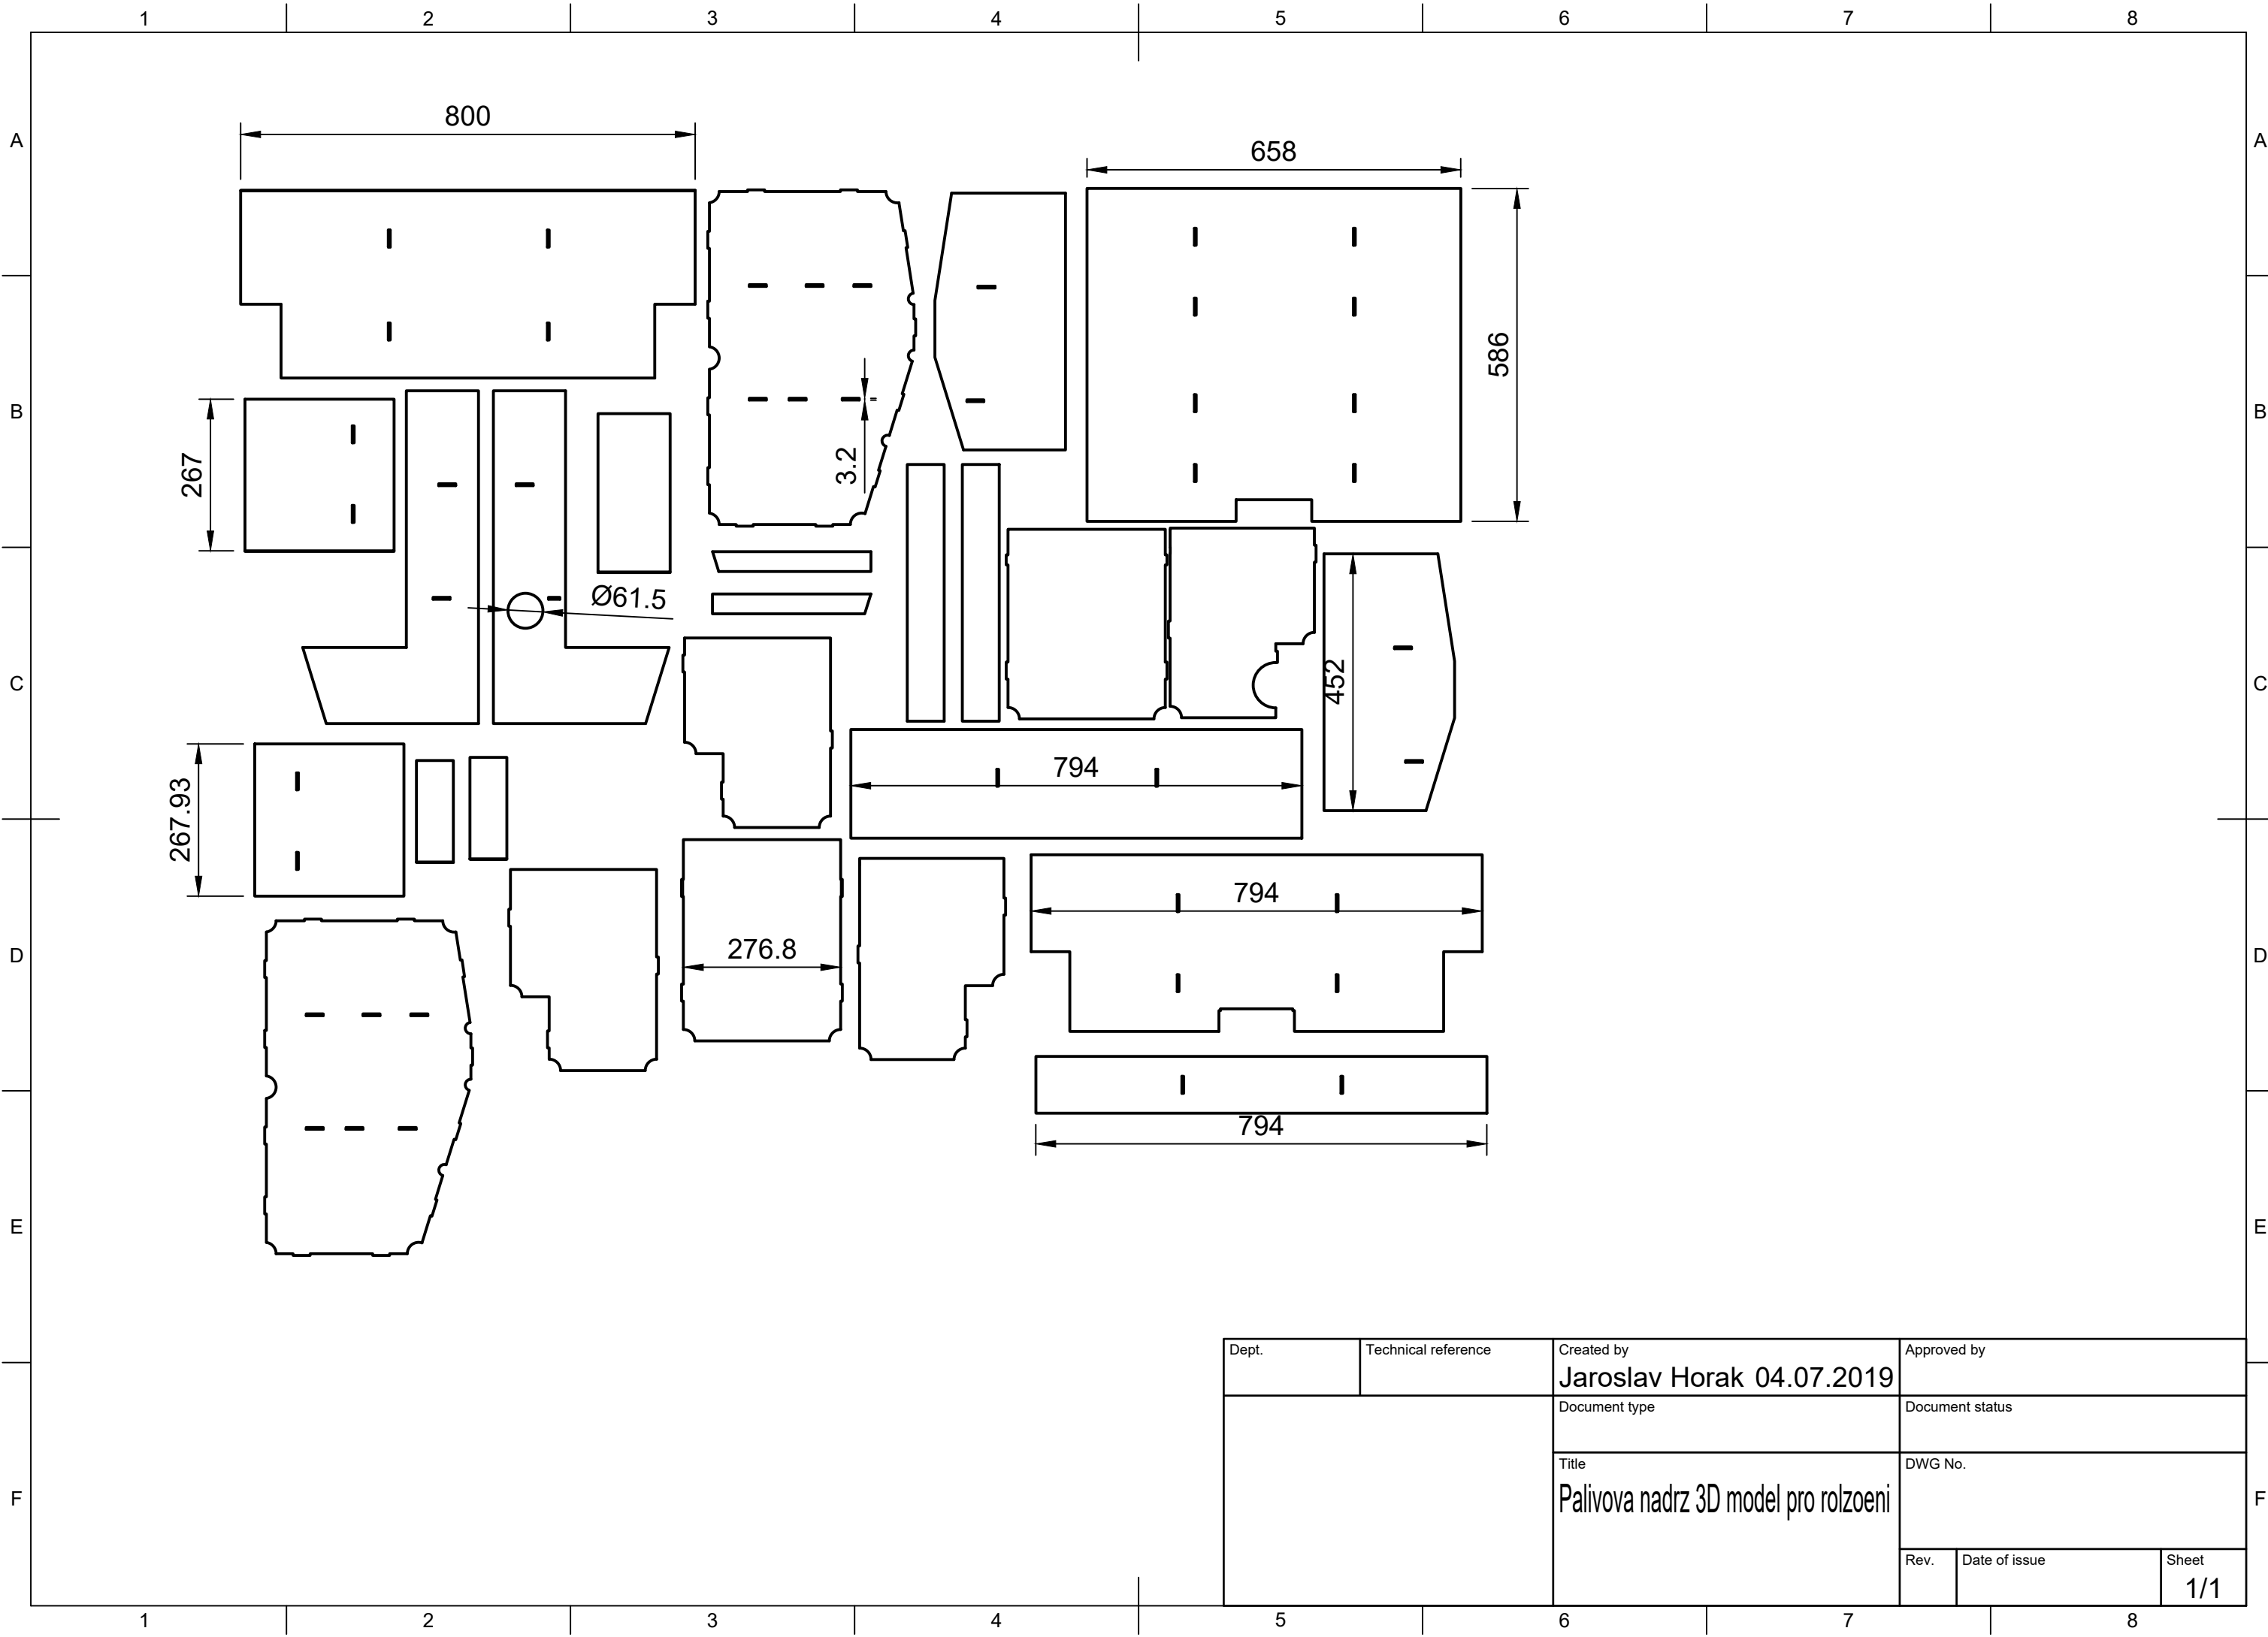 1 2 3 4 5 6 7 8
A A
800
658
586
B B
267
3.2
Ø61.5
C C
452
794
267.93
794
D D
276.8
794
E E
Dept. Technical reference Created by Approved by
Jaroslav Horak 04.07.2019
Document type Document status
Title DWG No.
Palivova nadrz 3D model pro rolzoeni
F F
Rev. Date of issue Sheet
1/1
1 2 3 4 5 6 7 8